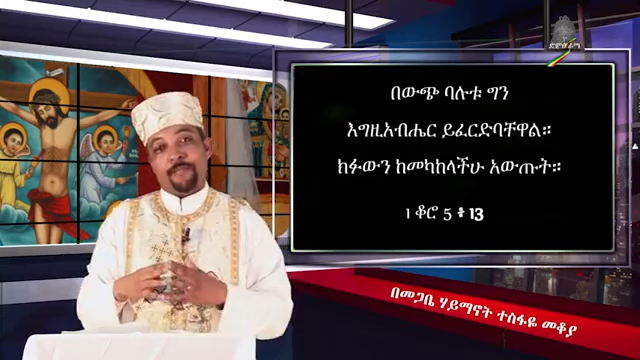 በውጭ ባሉቱ ግን
እግዚአብሔር ይፈርድባቸዋል።
ክፉውን ከመካከላችሁ አውጡት።
1 ቆሮ 5 ፥ 13
በመጋቤ ሃይማኖት ተስፋዬ መቆያ